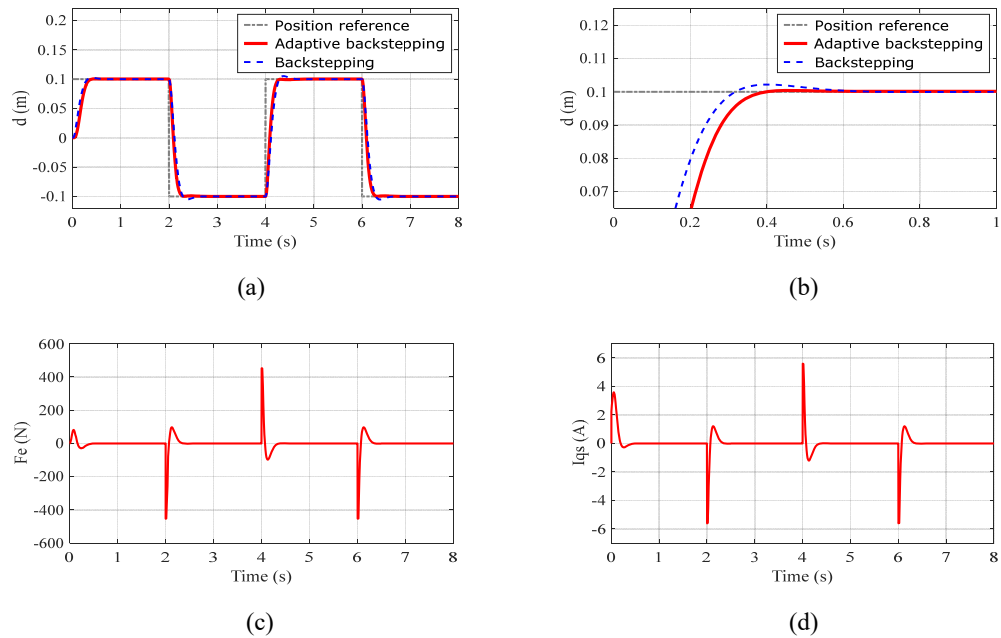 0.2
0.15
0.1
0.05
0
-0.05
-0.1
d (m)
Position reference
Adaptive backstepping
Backstepping
0 1 2 3 4 5 6 7 8
Time (s)
(a)
0.12
0.11
0.1
0.09
0.08
0.07
d (m)
Position reference
Adaptive backstepping
Backstepping
0 0.2 0.4 0.6 0.8 1
Time (s)
(b)
600
400
200
0
-200
-400
-600
Fe (N)
0 1 2 3 4 5 6 7 8
Time (s)
(c)
6
4
2
0
-2
-4
-6
Iqs (A)
0 1 2 3 4 5 6 7 8
Time (s)
(d)